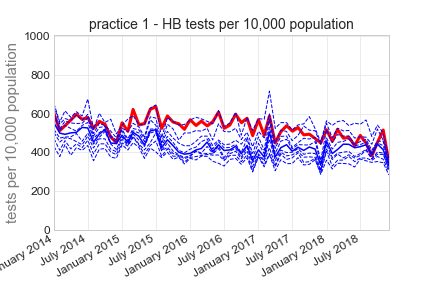 practice 1 - HB tests per 10,000 population
tests per 10,000 population
1000
800
600
400
200
0
nuary 2014
July 2014
January 2015
July 2015
January 2016
July 2016
January 2017
July 2017
January 2018
July 2018